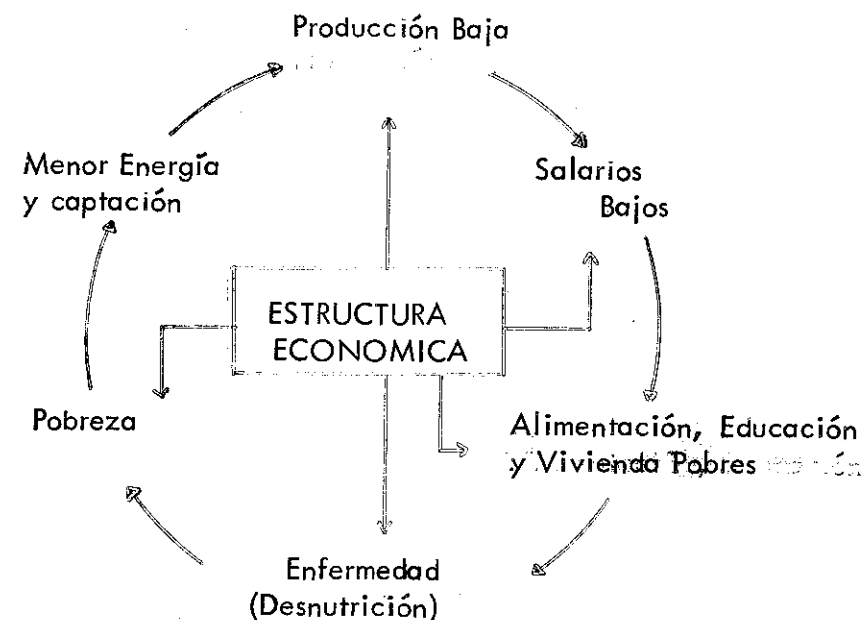 Producción Baja
Menor Energía
y captación
Salarios
Bajos
ESTRUCTURA
ECONOMICA
Pobreza
Alimentación, Educación
y Vivienda Pobres
Enfermedad
(Desnutrición)